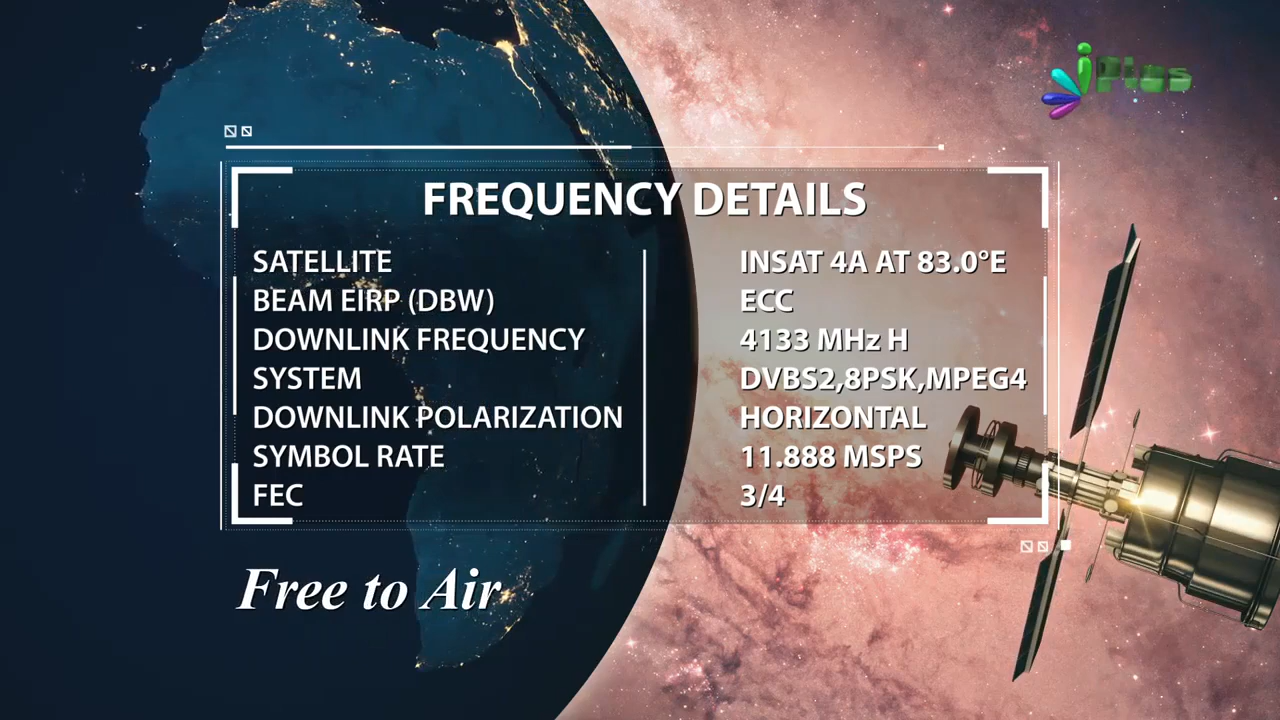 iPlus
FREQUENCY DETAILS
SATELLITE INSAT 4A AT 83.0°E
BEAM EIRP (DBW) ECC
DOWNLINK FREQUENCY 4133 MHz H
SYSTEM DVBS2,8PSK,MPEG4
DOWNLINK POLARIZATION HORIZONTAL
SYMBOL RATE 11.888 MSPS
FEC 3/4
Free to Air